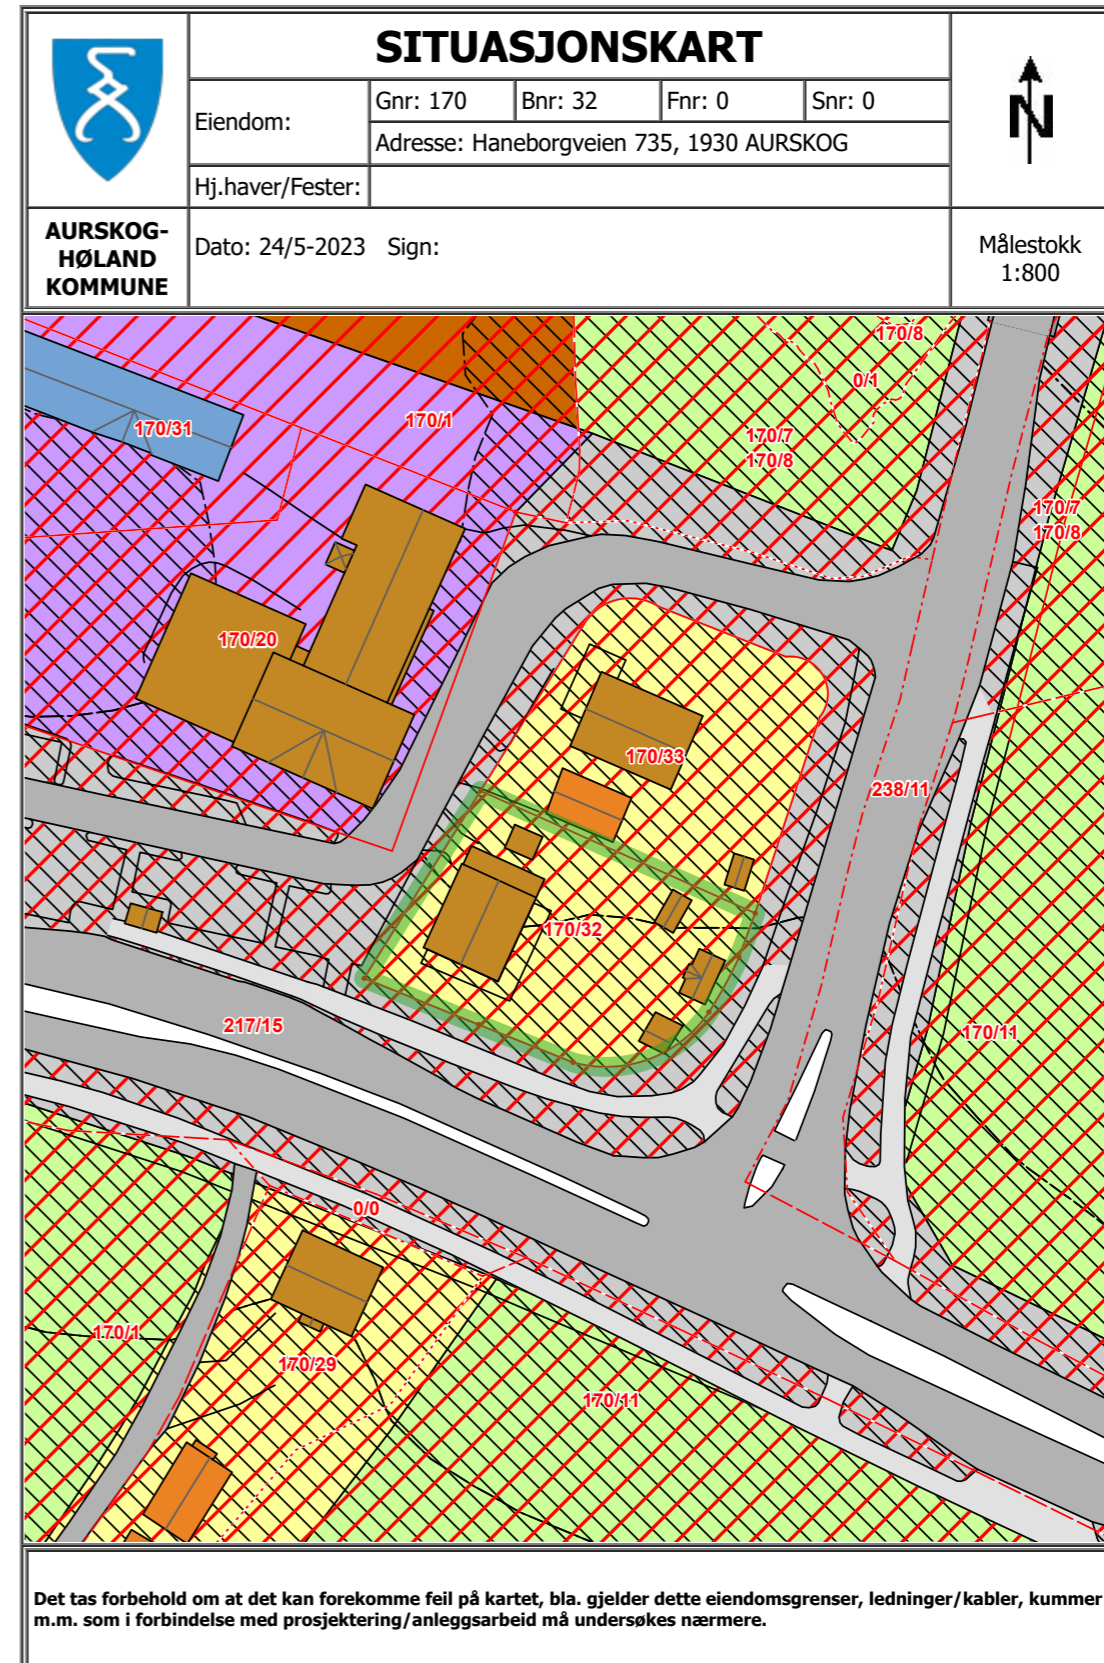 SITUASJONSKART
Eiendom:
Gnr: 170
Bnr: 32
Fnr: 0
Snr: 0
Adresse: Haneborgveien 735, 1930 AURSKOG
Hj.haver/Fester:
N
AURSKOG-
HØLAND
KOMMUNE
Dato: 24/5-2023 Sign:
Målestokk
1:800
170/8
0/1
170/31
170/1
170/7
170/8
170/7
170/8
170/20
170/33
238/11
170/32
217/15
170/11
0/0
170/1
170/29
170/11
Det tas forbehold om at det kan forekomme feil på kartet, bla. gjelder dette eiendomsgrenser, ledninger/kabler, kummer
m.m. som i forbindelse med prosjektering/anleggsarbeid må undersøkes nærmere.